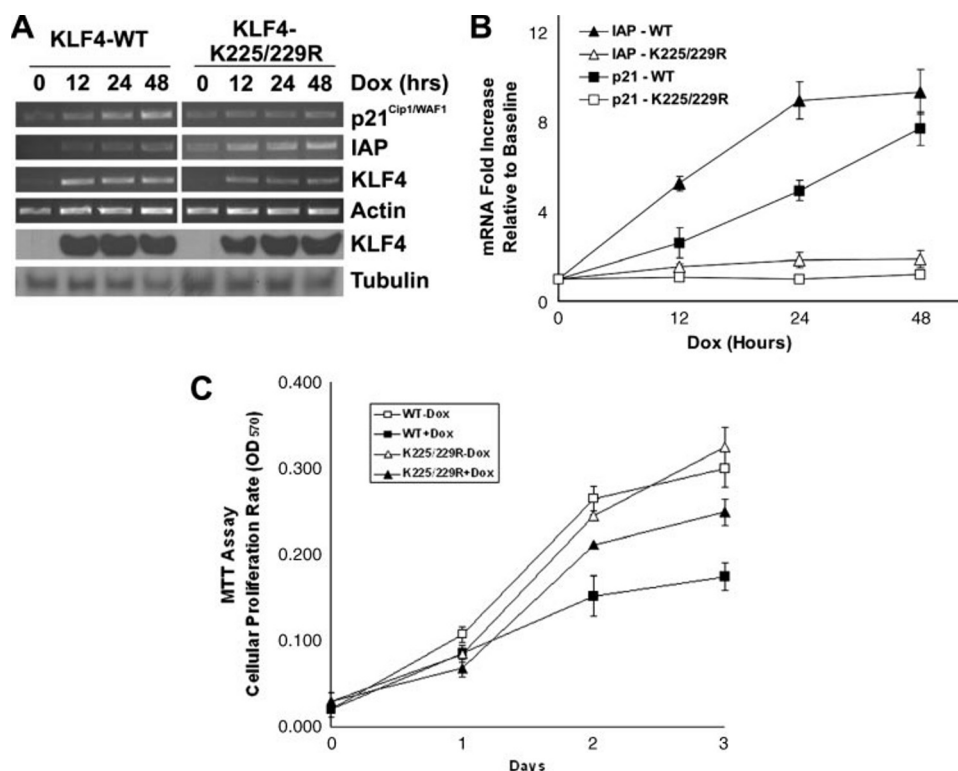 A
KLF4-WT
KLF4-
K225/229R
0 12 24 48 0 12 24 48 Dox (hrs)
p21Cip1/WAF1
IAP
KLF4
Actin
KLF4
Tubulin
B
IAP - WT
IAP - K225/229R
p21 - WT
p21 - K225/229R
mRNA Fold Increase
Relative to Baseline
12
8
4
0
0 12 24 48
Dox (Hours)
C
WT-Dox
WT+Dox
K225/229R-Dox
K225/229R+Dox
MTT Assay
Cellular Proliferation Rate (OD570)
0.400
0.300
0.200
0.100
0.000
0 1 2 3
Days